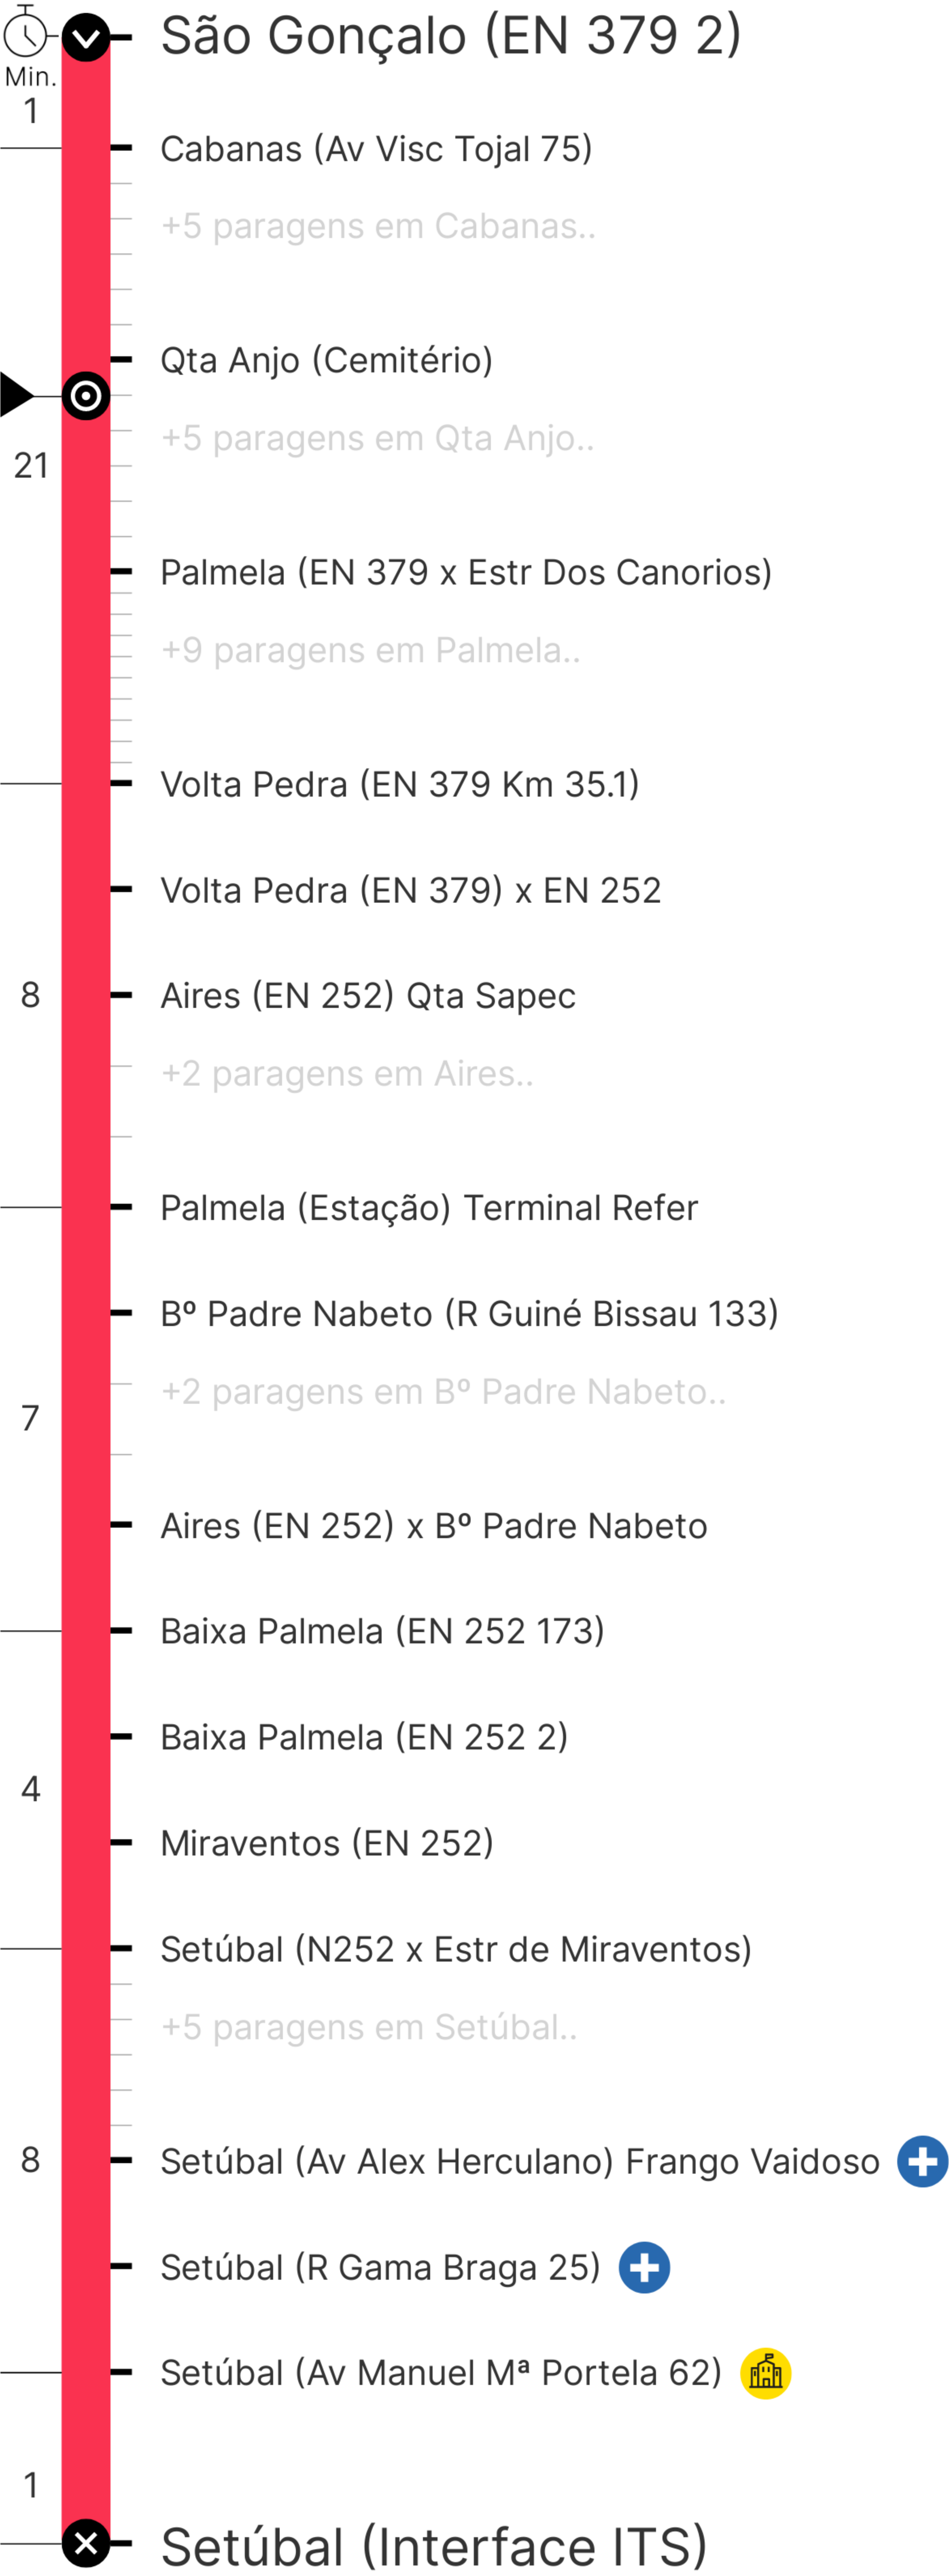 São Gonçalo (EN 379 2)
Min.
1
Cabanas (Av Visc Tojal 75)
+5 paragens em Cabanas..
Qta Anjo (Cemitério)
+5 paragens em Qta Anjo..
21
Palmela (EN 379 x Estr Dos Canorios)
+9 paragens em Palmela..
Volta Pedra (EN 379 Km 35.1)
Volta Pedra (EN 379) x EN 252
8
Aires (EN 252) Qta Sapec
+2 paragens em Aires..
Palmela (Estação) Terminal Refer
Bº Padre Nabeto (R Guiné Bissau 133)
+2 paragens em Bº Padre Nabeto..
7
Aires (EN 252) x Bº Padre Nabeto
Baixa Palmela (EN 252 173)
Baixa Palmela (EN 252 2)
4
Miraventos (EN 252)
Setúbal (N252 x Estr de Miraventos)
+5 paragens em Setúbal..
8
Setúbal (Av Alex Herculano) Frango Vaidoso
Setúbal (R Gama Braga 25)
Setúbal (Av Manuel Mª Portela 62)
1
Setúbal (Interface ITS)